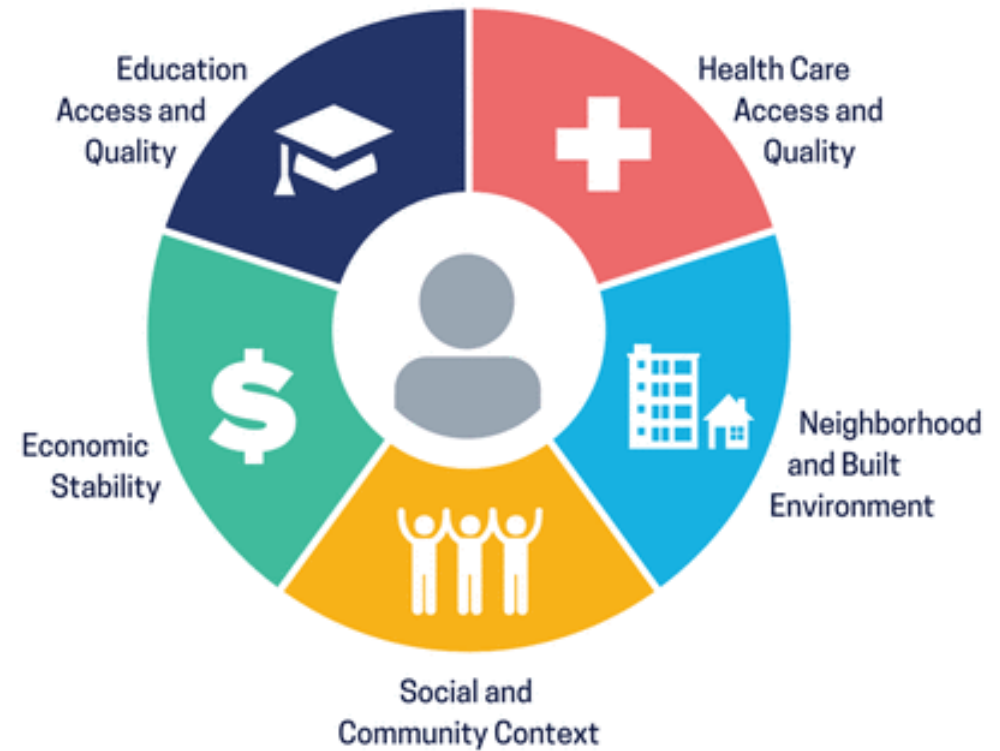 Education
Access and
Quality
Health Care
Access and
Quality
Economic
Stability
Neighborhood
and Built
Environment
Social and
Community Context